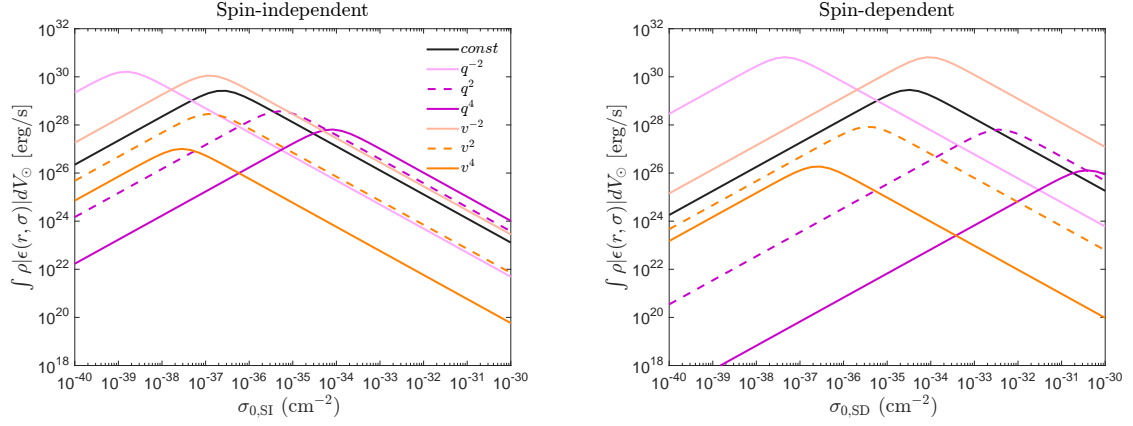 Spin-independent
∫ ρ|ϵ(r, σ)|dV⊙ [erg/s]
10^32
10^30
10^28
10^26
10^24
10^22
10^20
10^18
const
q^−2
q^2
q^4
v^−2
v^2
v^4
10^-40 10^-39 10^-38 10^-37 10^-36 10^-35 10^-34 10^-33 10^-32 10^-31 10^-30
σ0,SI (cm^−2)
Spin-dependent
∫ ρ|ϵ(r, σ)|dV⊙ [erg/s]
10^32
10^30
10^28
10^26
10^24
10^22
10^20
10^18
10^-40 10^-39 10^-38 10^-37 10^-36 10^-35 10^-34 10^-33 10^-32 10^-31 10^-30
σ0,SD (cm^−2)